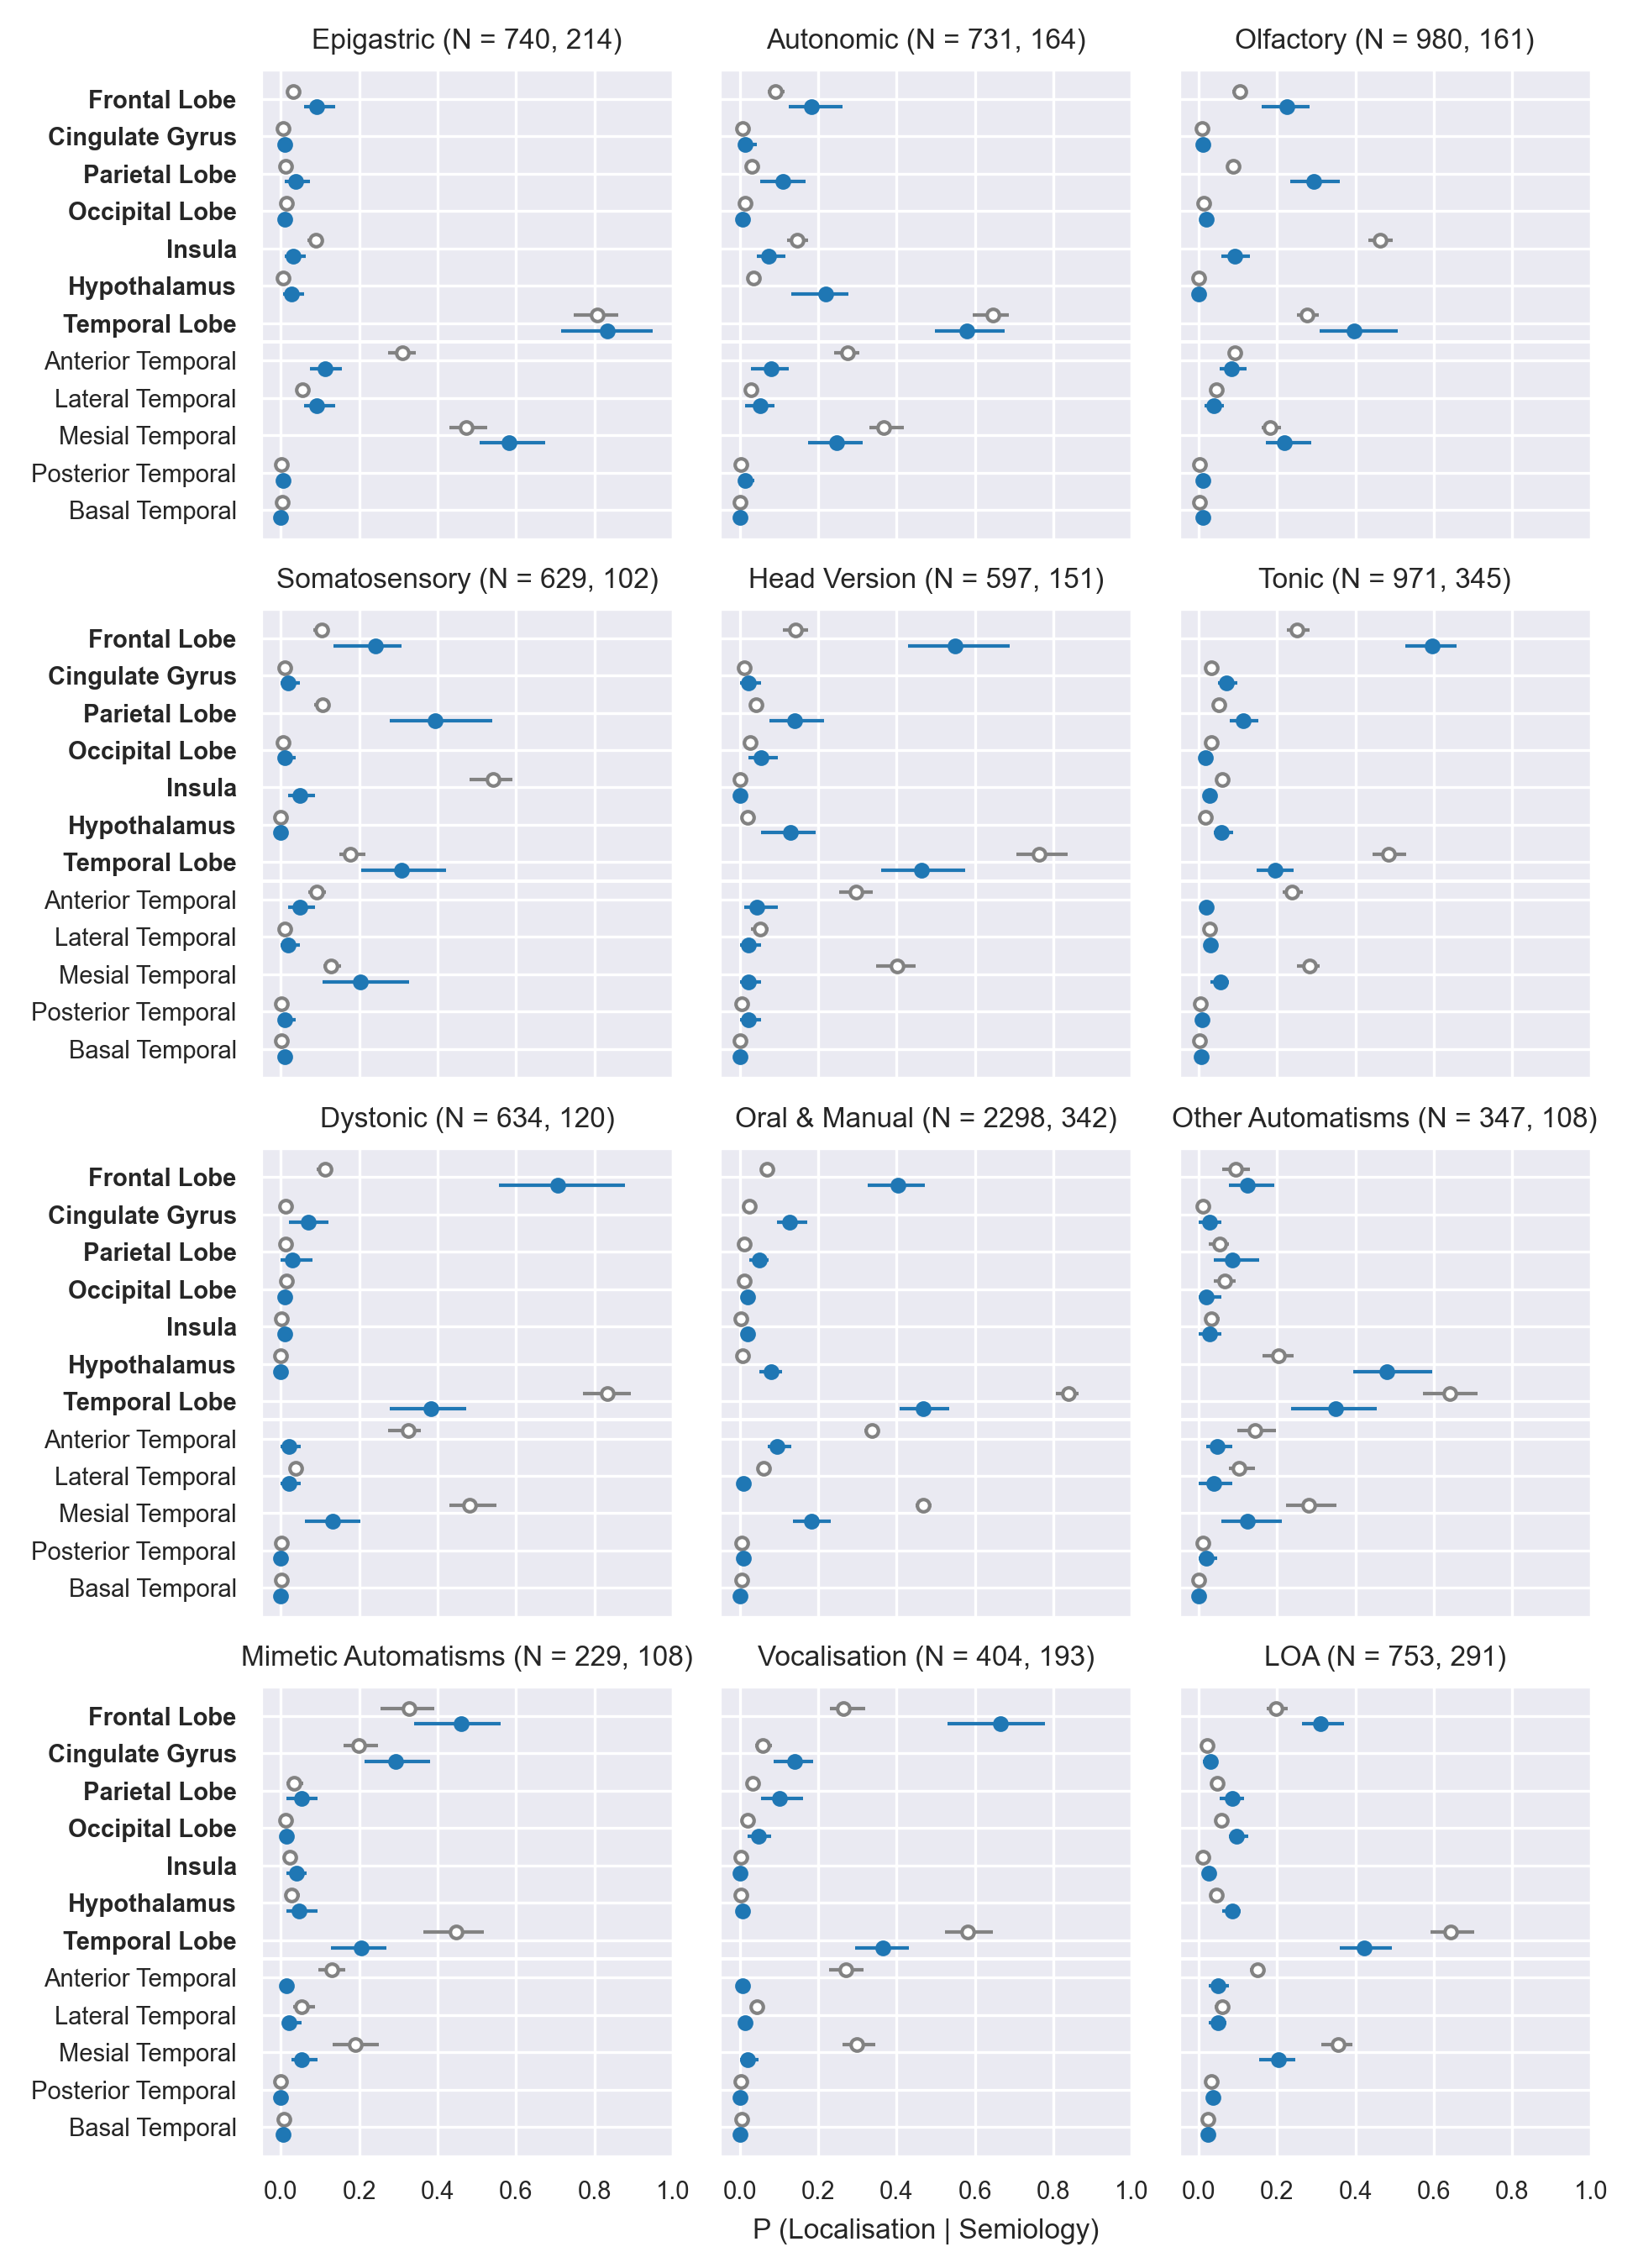 Epigastric (N = 740, 214)
Autonomic (N = 731, 164)
Olfactory (N = 980, 161)
Frontal Lobe
Cingulate Gyrus
Parietal Lobe
Occipital Lobe
Insula
Hypothalamus
Temporal Lobe
Anterior Temporal
Lateral Temporal
Mesial Temporal
Posterior Temporal
Basal Temporal
Somatosensory (N = 629, 102)
Head Version (N = 597, 151)
Tonic (N = 971, 345)
Frontal Lobe
Cingulate Gyrus
Parietal Lobe
Occipital Lobe
Insula
Hypothalamus
Temporal Lobe
Anterior Temporal
Lateral Temporal
Mesial Temporal
Posterior Temporal
Basal Temporal
Dystonic (N = 634, 120)
Oral & Manual (N = 2298, 342)
Other Automatisms (N = 347, 108)
Frontal Lobe
Cingulate Gyrus
Parietal Lobe
Occipital Lobe
Insula
Hypothalamus
Temporal Lobe
Anterior Temporal
Lateral Temporal
Mesial Temporal
Posterior Temporal
Basal Temporal
Mimetic Automatisms (N = 229, 108)
Vocalisation (N = 404, 193)
LOA (N = 753, 291)
Frontal Lobe
Cingulate Gyrus
Parietal Lobe
Occipital Lobe
Insula
Hypothalamus
Temporal Lobe
Anterior Temporal
Lateral Temporal
Mesial Temporal
Posterior Temporal
Basal Temporal
0.0 0.2 0.4 0.6 0.8 1.0
0.0 0.2 0.4 0.6 0.8 1.0
0.0 0.2 0.4 0.6 0.8 1.0
P (Localisation | Semiology)